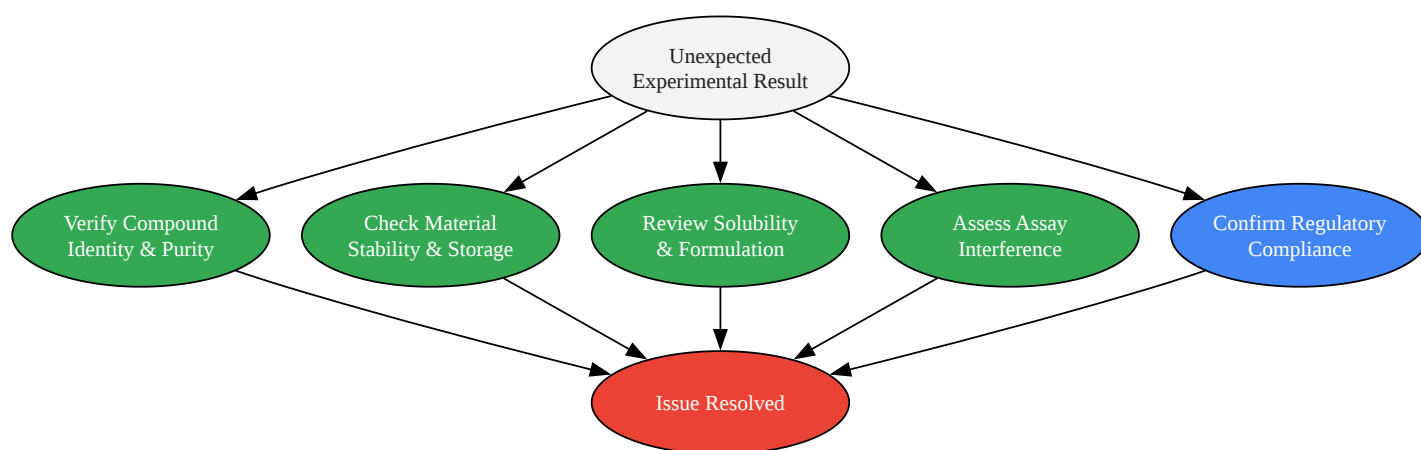 Unexpected
Experimental Result
Verify Compound
Identity & Purity
Check Material
Stability & Storage
Review Solubility
& Formulation
Assess Assay
Interference
Confirm Regulatory
Compliance
Issue Resolved